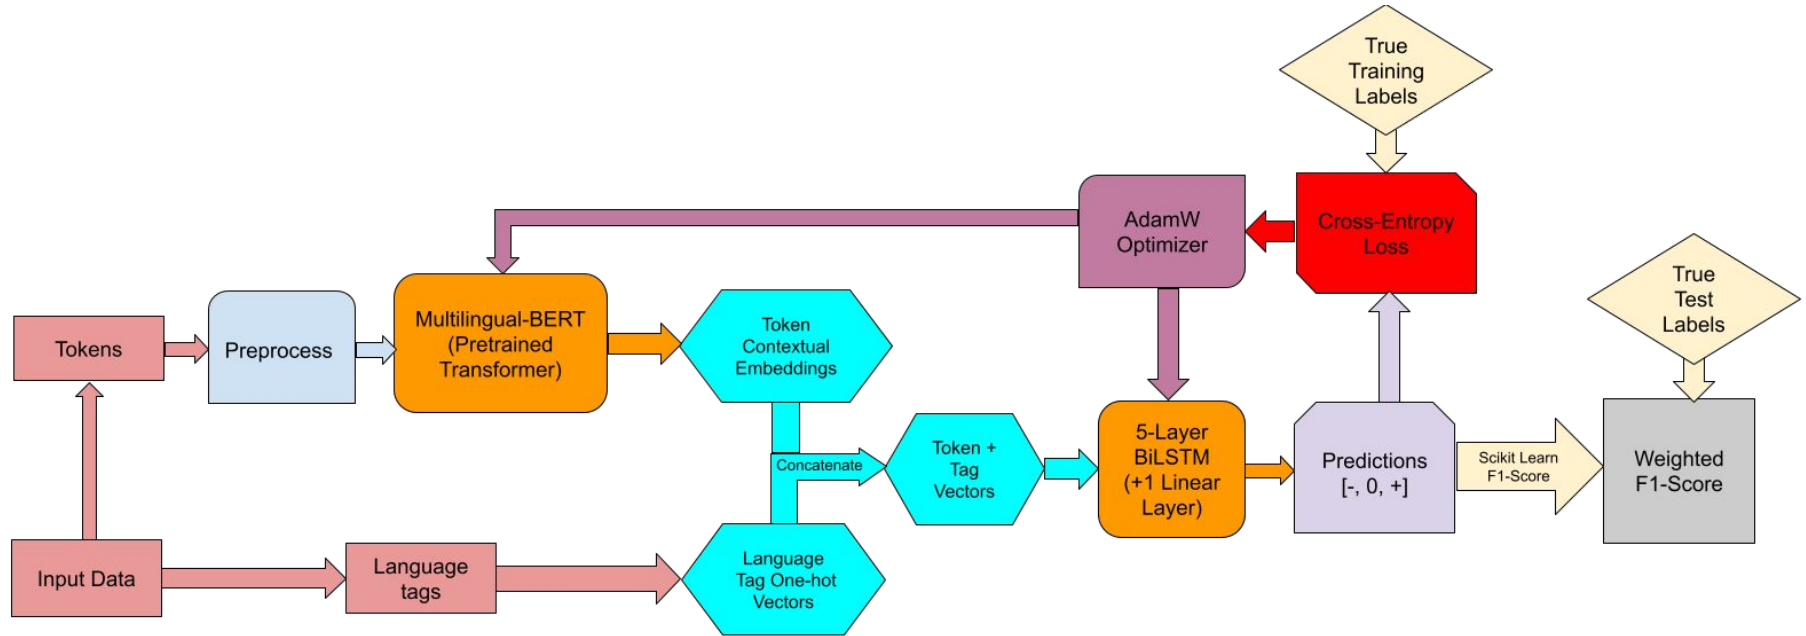 True
Training
Labels
AdamW
Optimizer
Cross-Entropy
Loss
True
Test
Labels
Tokens
Preprocess
Multilingual-BERT
(Pretrained
Transformer)
Token
Contextual
Embeddings
Concatenate
Token +
Tag
Vectors
5-Layer
BiLSTM
(+1 Linear
Layer)
Predictions
[-, 0, +]
Scikit Learn
F1-Score
Weighted
F1-Score
Input Data
Language
tags
Language
Tag One-hot
Vectors